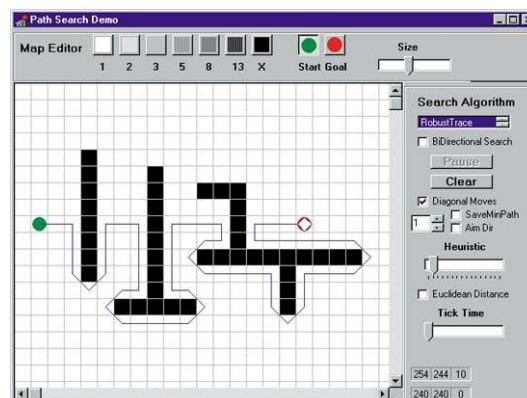 Path Search Demo
Map Editor
1 2 3 5 8 13 X
Start Goal
Size
Search Algorithm
RobustTrace
BiDirectional Search
Pause
Clear
Diagonal Moves
1
SaveMinPath
Aim Dir
Heuristic
Euclidean Distance
Tick Time
254 244 10
240 240 0